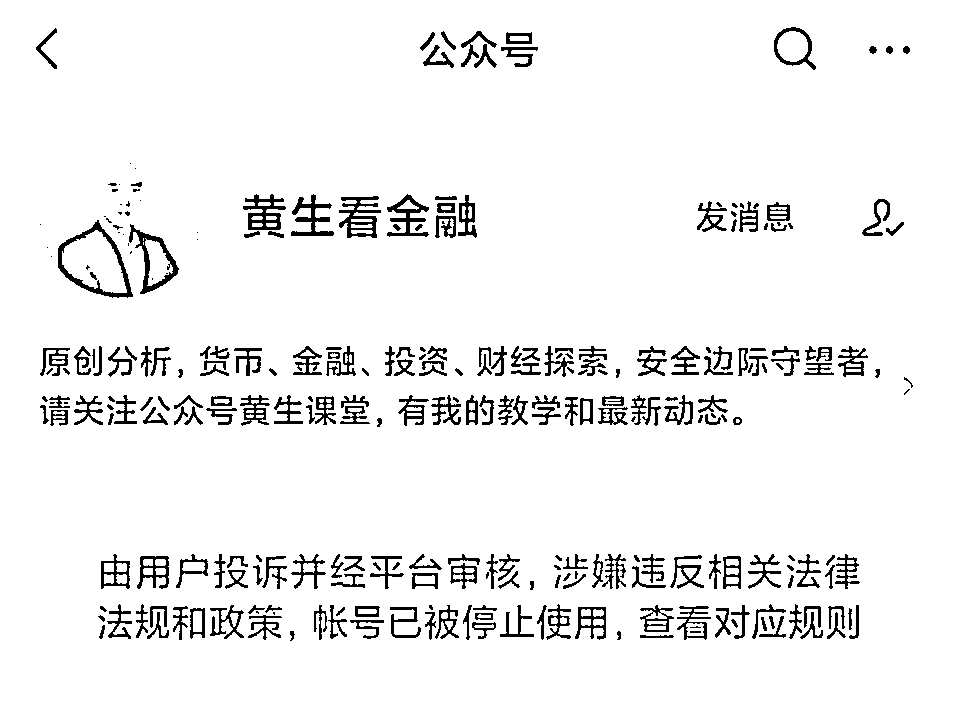 公众号
黄生看金融
发消息
原创分析，货币、金融、投资、财经探索，安全边际守望者，
请关注公众号黄生课堂，有我的教学和最新动态。
由用户投诉并经平台审核，涉嫌违反相关法律
法规和政策，帐号已被停止使用，查看对应规则